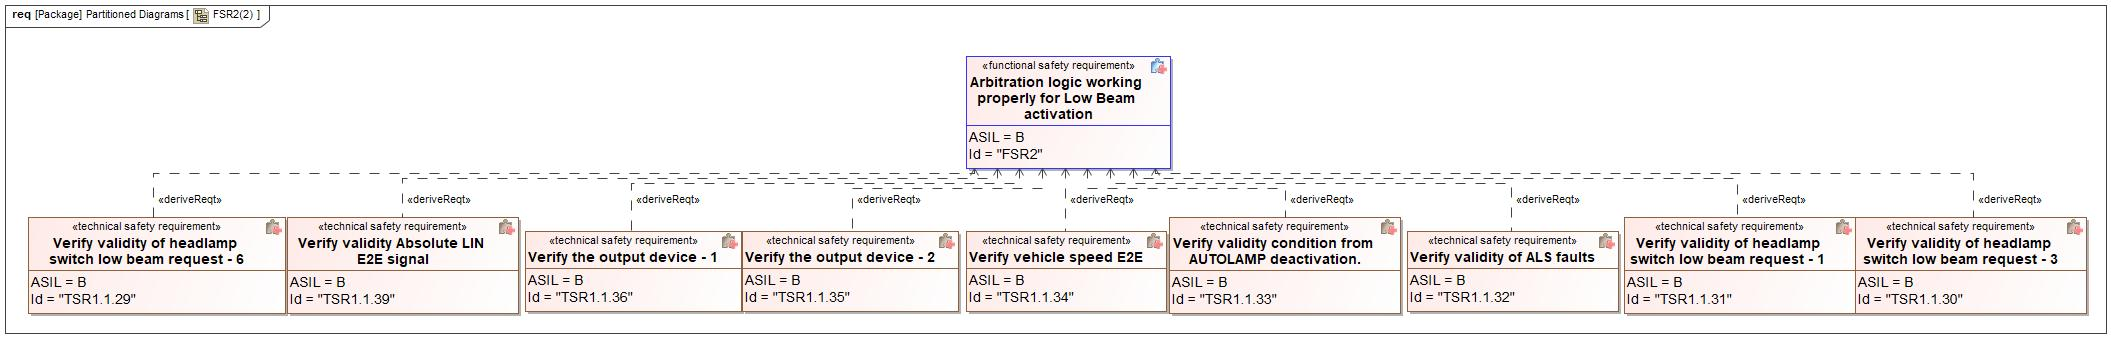 req [Package] Partitioned Diagrams [ FSR2(2) ]
«functional safety requirement»
Arbitration logic working
properly for Low Beam
activation
ASIL = B
Id = "FSR2"
«deriveReqt»
«deriveReqt»
«deriveReqt»
«deriveReqt»
«deriveReqt»
«deriveReqt»
«deriveReqt»
«deriveReqt»
«deriveReqt»
«technical safety requirement»
Verify validity of headlamp
switch low beam request - 6
ASIL = B
Id = "TSR1.1.29"
«technical safety requirement»
Verify validity Absolute LIN
E2E signal
ASIL = B
Id = "TSR1.1.39"
«technical safety requirement»
Verify the output device - 1
ASIL = B
Id = "TSR1.1.36"
«technical safety requirement»
Verify the output device - 2
ASIL = B
Id = "TSR1.1.35"
«technical safety requirement»
Verify vehicle speed E2E
ASIL = B
Id = "TSR1.1.34"
«technical safety requirement»
Verify validity condition from
AUTOLAMP deactivation.
ASIL = B
Id = "TSR1.1.33"
«technical safety requirement»
Verify validity of ALS faults
ASIL = B
Id = "TSR1.1.32"
«technical safety requirement»
Verify validity of headlamp
switch low beam request - 1
ASIL = B
Id = "TSR1.1.31"
«technical safety requirement»
Verify validity of headlamp
switch low beam request - 3
ASIL = B
Id = "TSR1.1.30"